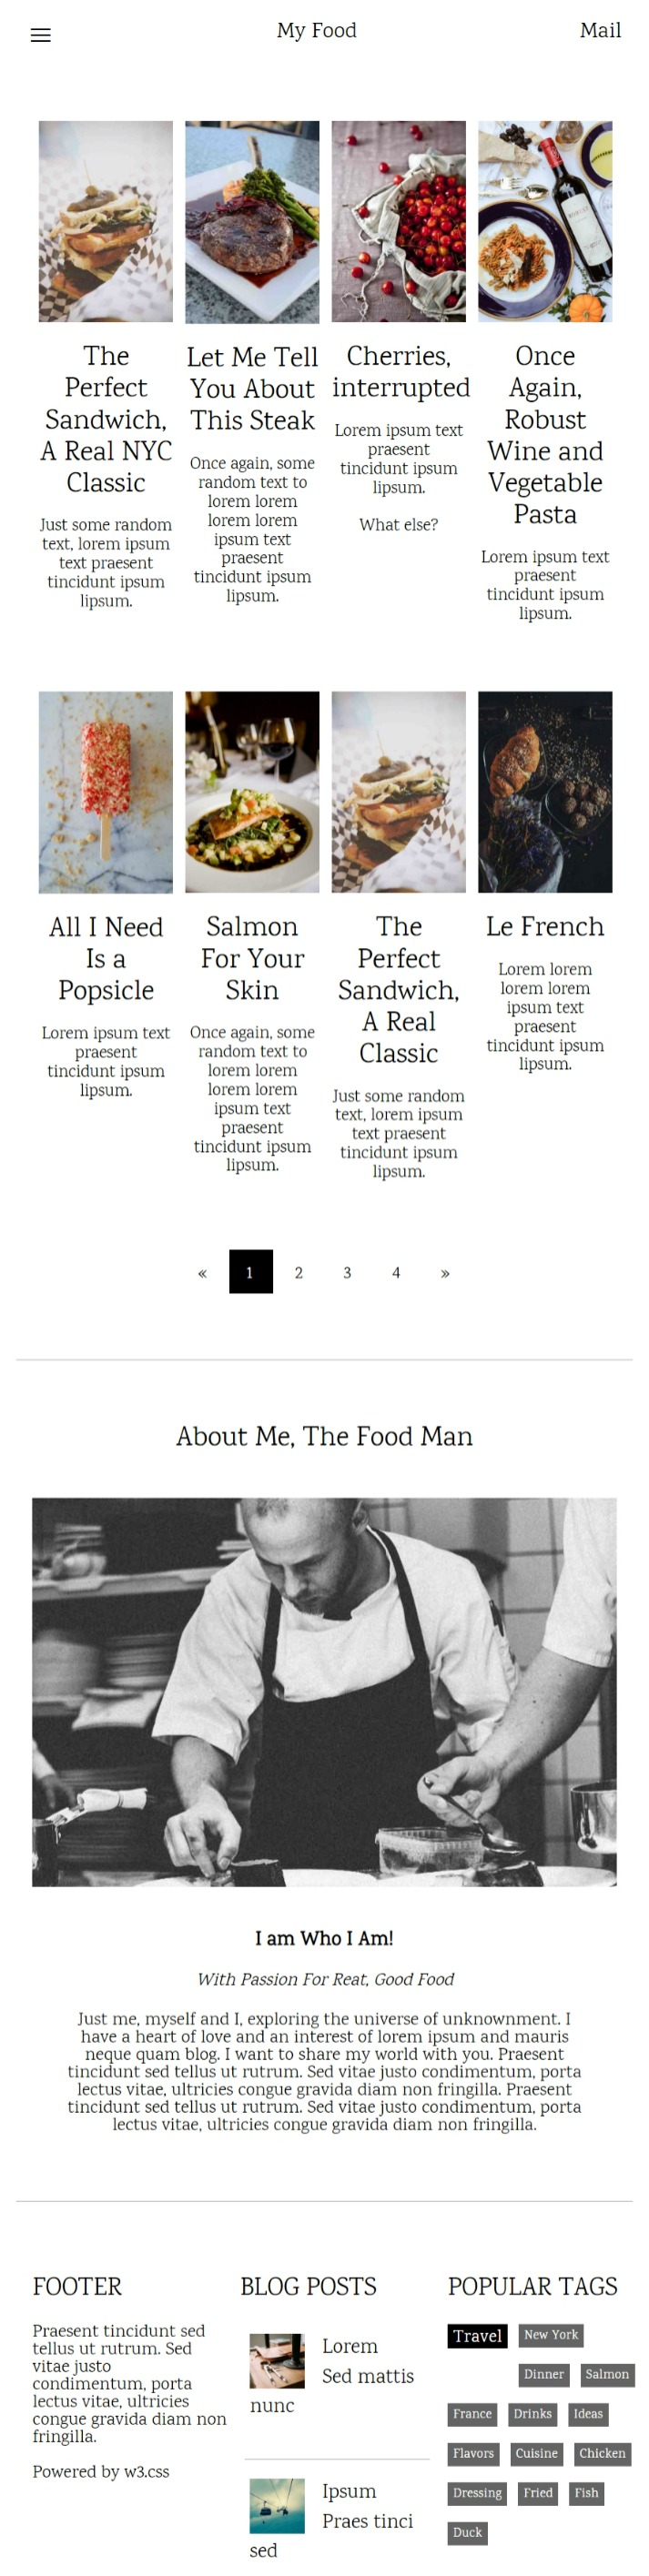 My Food
Mail
The
Perfect
Sandwich,
A Real NYC
Classic
Just some random
text, lorem ipsum
text praesent
tincidunt ipsum
lipsum.
Let Me Tell
You About
This Steak
Once again, some
random text to
lorem lorem
lorem lorem
ipsum text
praesent
tincidunt ipsum
lipsum.
Cherries,
interrupted
Lorem ipsum text
praesent
tincidunt ipsum
lipsum.
What else?
Once
Again,
Robust
Wine and
Vegetable
Pasta
Lorem ipsum text
praesent
tincidunt ipsum
lipsum.
All I Need
Is a
Popsicle
Lorem ipsum text
praesent
tincidunt ipsum
lipsum.
Salmon
For Your
Skin
Once again, some
random text to
lorem lorem
lorem lorem
ipsum text
praesent
tincidunt ipsum
lipsum.
The
Perfect
Sandwich,
A Real
Classic
Just some random
text, lorem ipsum
text praesent
tincidunt ipsum
lipsum.
Le French
Lorem lorem
lorem lorem
ipsum text
praesent
tincidunt ipsum
lipsum.
« 1 2 3 4 »
About Me, The Food Man
I am Who I Am!
With Passion For Reat, Good Food
Just me, myself and I, exploring the universe of unknownment. I
have a heart of love and an interest of lorem ipsum and mauris
neque quam blog. I want to share my world with you. Praesent
tincidunt sed tellus ut rutrum. Sed vitae justo condimentum, porta
lectus vitae, ultricies congue gravida diam non fringilla. Praesent
tincidunt sed tellus ut rutrum. Sed vitae justo condimentum, porta
lectus vitae, ultricies congue gravida diam non fringilla.
FOOTER
Praesent tincidunt sed
tellus ut rutrum. Sed
vitae justo
condimentum, porta
lectus vitae, ultricies
congue gravida diam non
fringilla.
Powered by w3.css
BLOG POSTS
Lorem
Sed mattis
nunc
Ipsum
Praes tinci
sed
POPULAR TAGS
Travel New York
Dinner Salmon
France Drinks Ideas
Flavors Cuisine Chicken
Dressing Fried Fish
Duck